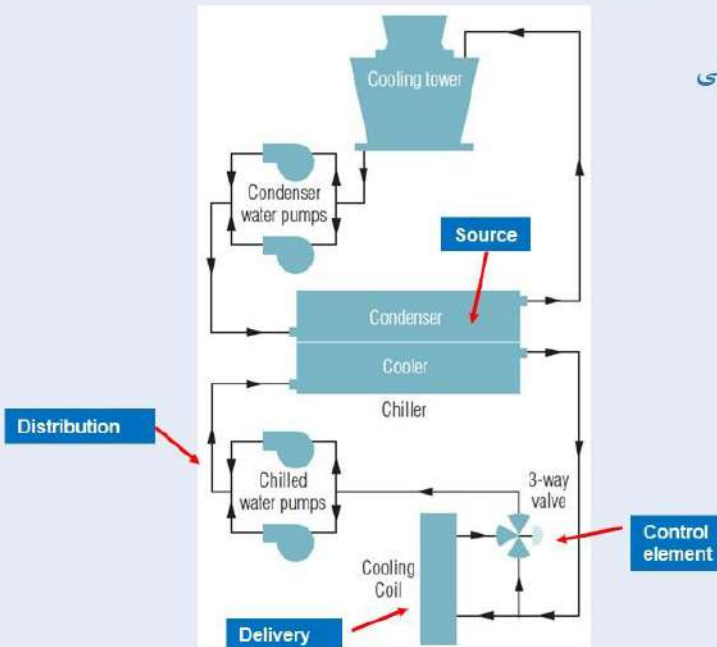 Cooling tower
Condenser
water pumps
Source
Condenser
Cooler
Chiller
Distribution
Chilled
water pumps
3-way
valve
Control
element
Cooling
Coil
Delivery